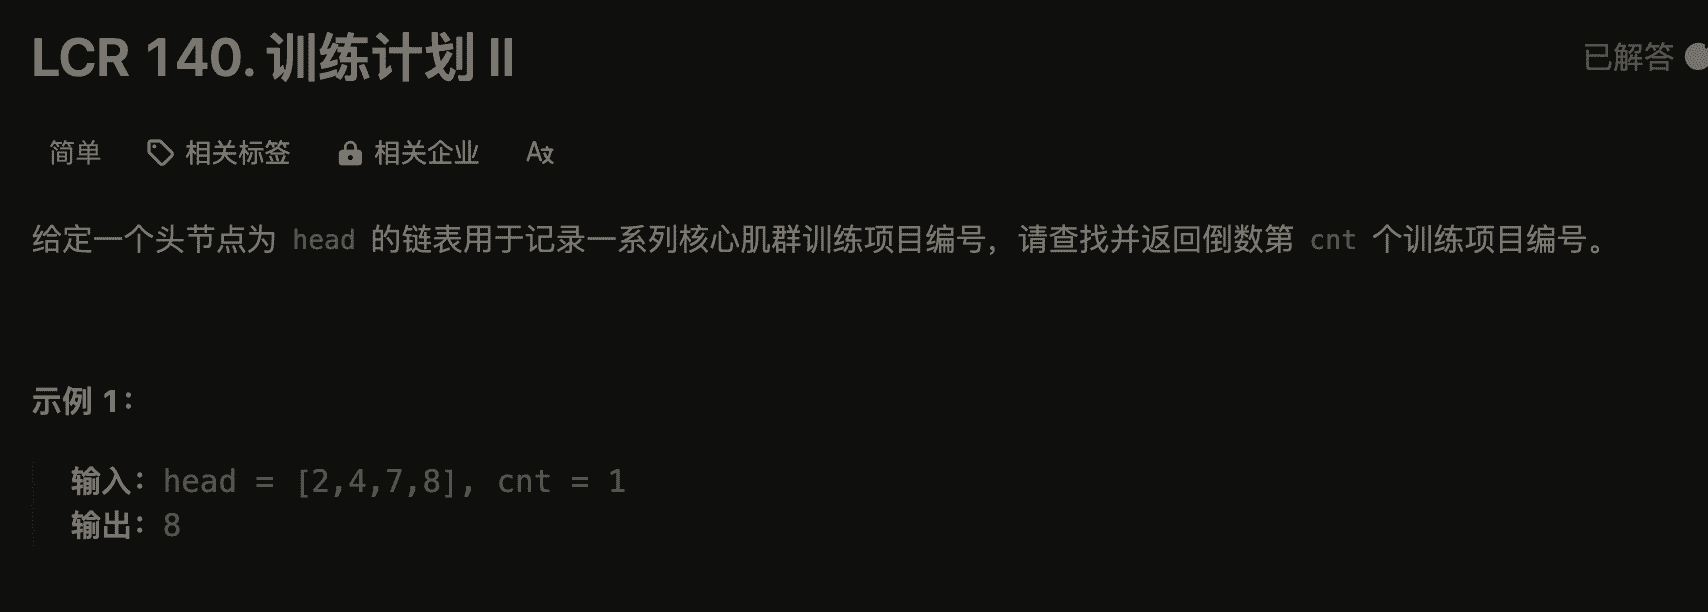 LCR 140. 训练计划 II
已解答
简单 相关标签 相关企业
给定一个头节点为 head 的链表用于记录一系列核心肌群训练项目编号，请查找并返回倒数第 cnt 个训练项目编号。
示例 1：
输入：head = [2,4,7,8], cnt = 1
输出：8